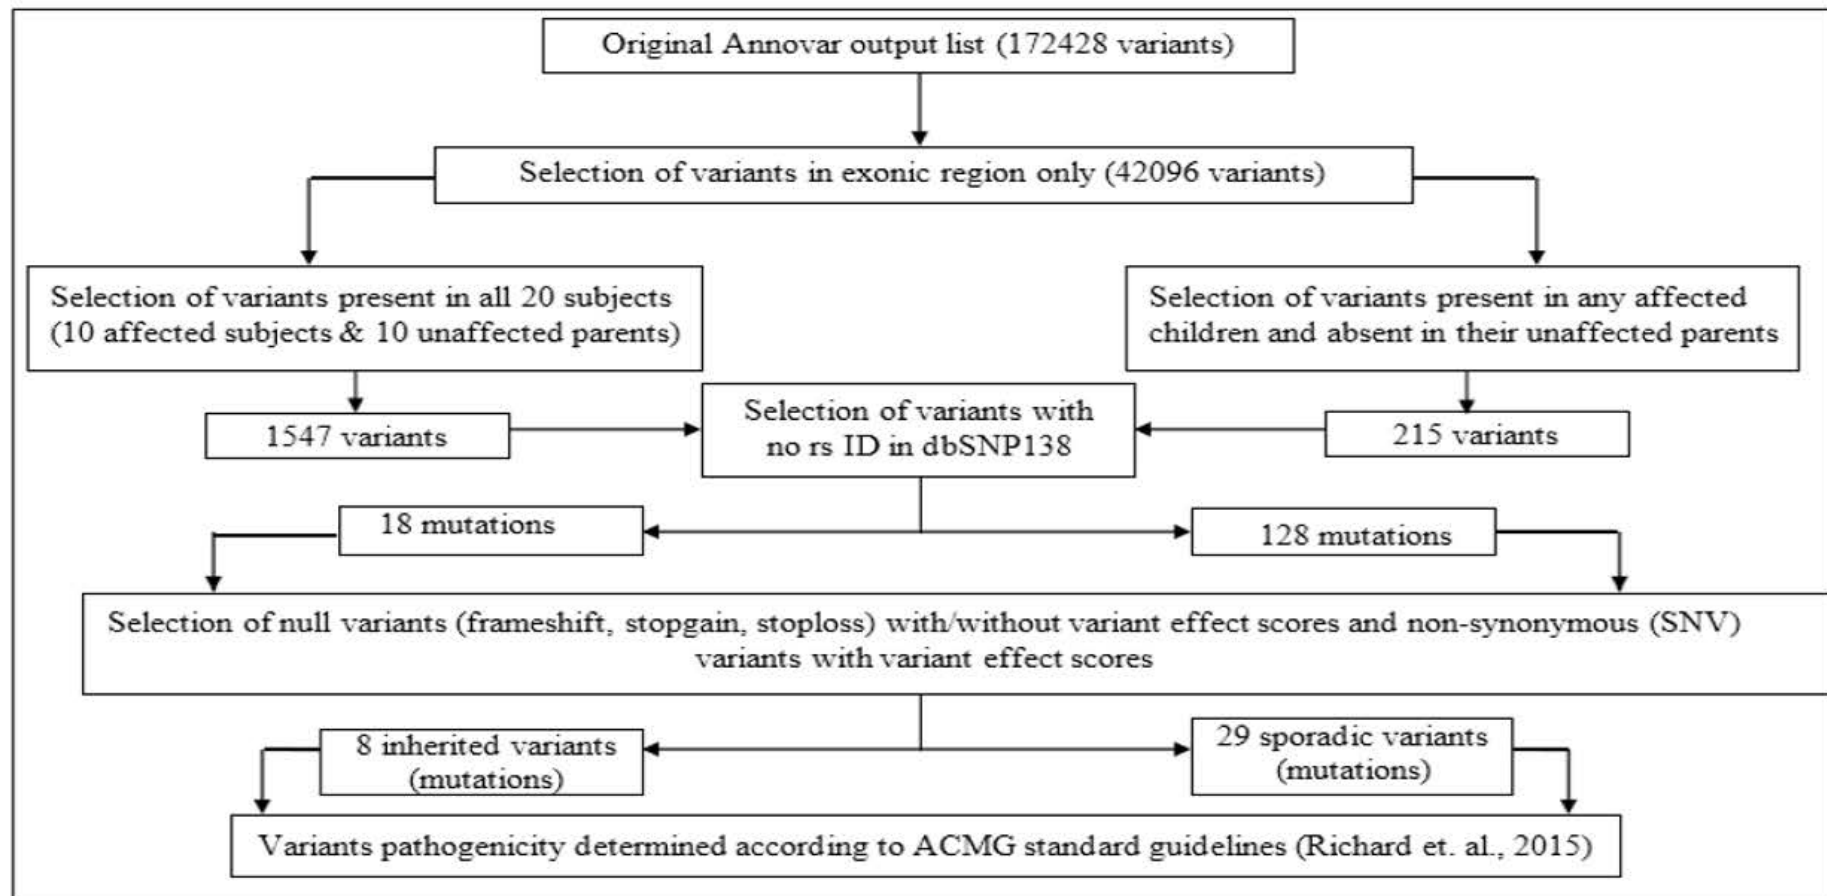 Original Annovar output list (172428 variants)
Selection of variants in exonic region only (42096 variants)
Selection of variants present in all 20 subjects
(10 affected subjects & 10 unaffected parents)
Selection of variants present in any affected
children and absent in their unaffected parents
1547 variants
Selection of variants with
no rs ID in dbSNP138
215 variants
18 mutations
128 mutations
Selection of null variants (frameshift, stopgain, stoploss) with/without variant effect scores and non-synonymous (SNV)
variants with variant effect scores
8 inherited variants
(mutations)
29 sporadic variants
(mutations)
Variants pathogenicity determined according to ACMG standard guidelines (Richard et. al., 2015)